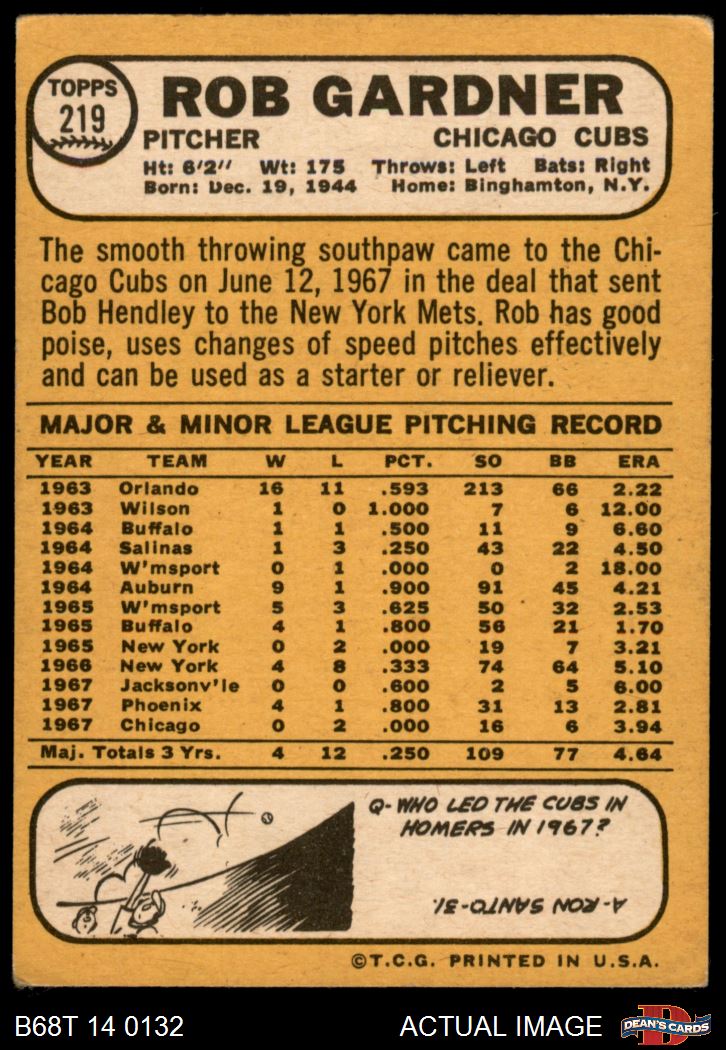 TOPPS
219
ROB GARDNER
PITCHER CHICAGO CUBS
Ht: 6'2" Wt: 175 Throws: Left Bats: Right
Born: Dec. 19, 1944 Home: Binghamton, N.Y.
The smooth throwing southpaw came to the Chi-
cago Cubs on June 12, 1967 in the deal that sent
Bob Hendley to the New York Mets. Rob has good
poise, uses changes of speed pitches effectively
and can be used as a starter or reliever.
MAJOR & MINOR LEAGUE PITCHING RECORD
YEAR TEAM W L PCT. SO BB ERA
1963 Orlando 16 11 .593 213 66 2.22
1963 Wilson 1 0 1.000 7 6 12.00
1964 Buffalo 1 1 .500 11 9 6.60
1964 Salinas 1 3 .250 43 22 4.50
1964 W'msport 0 1 .000 0 2 18.00
1964 Auburn 9 1 .900 91 45 4.21
1965 W'msport 5 3 .625 50 32 2.53
1965 Buffalo 4 1 .800 56 21 1.70
1965 New York 0 2 .000 19 7 3.21
1966 New York 4 8 .333 74 64 5.10
1967 Jacksonv'le 0 0 .600 2 5 6.00
1967 Phoenix 4 1 .800 31 13 2.81
1967 Chicago 0 2 .000 16 6 3.94
Maj. Totals 3 Yrs. 4 12 .250 109 77 4.64
Q-WHO LED THE CUBS IN
HOMERS IN 1967?
A-RON SANTO-31.
©T.C.G. PRINTED IN U.S.A.
B68T 14 0132 ACTUAL IMAGE
D
DEAN'S CARDS